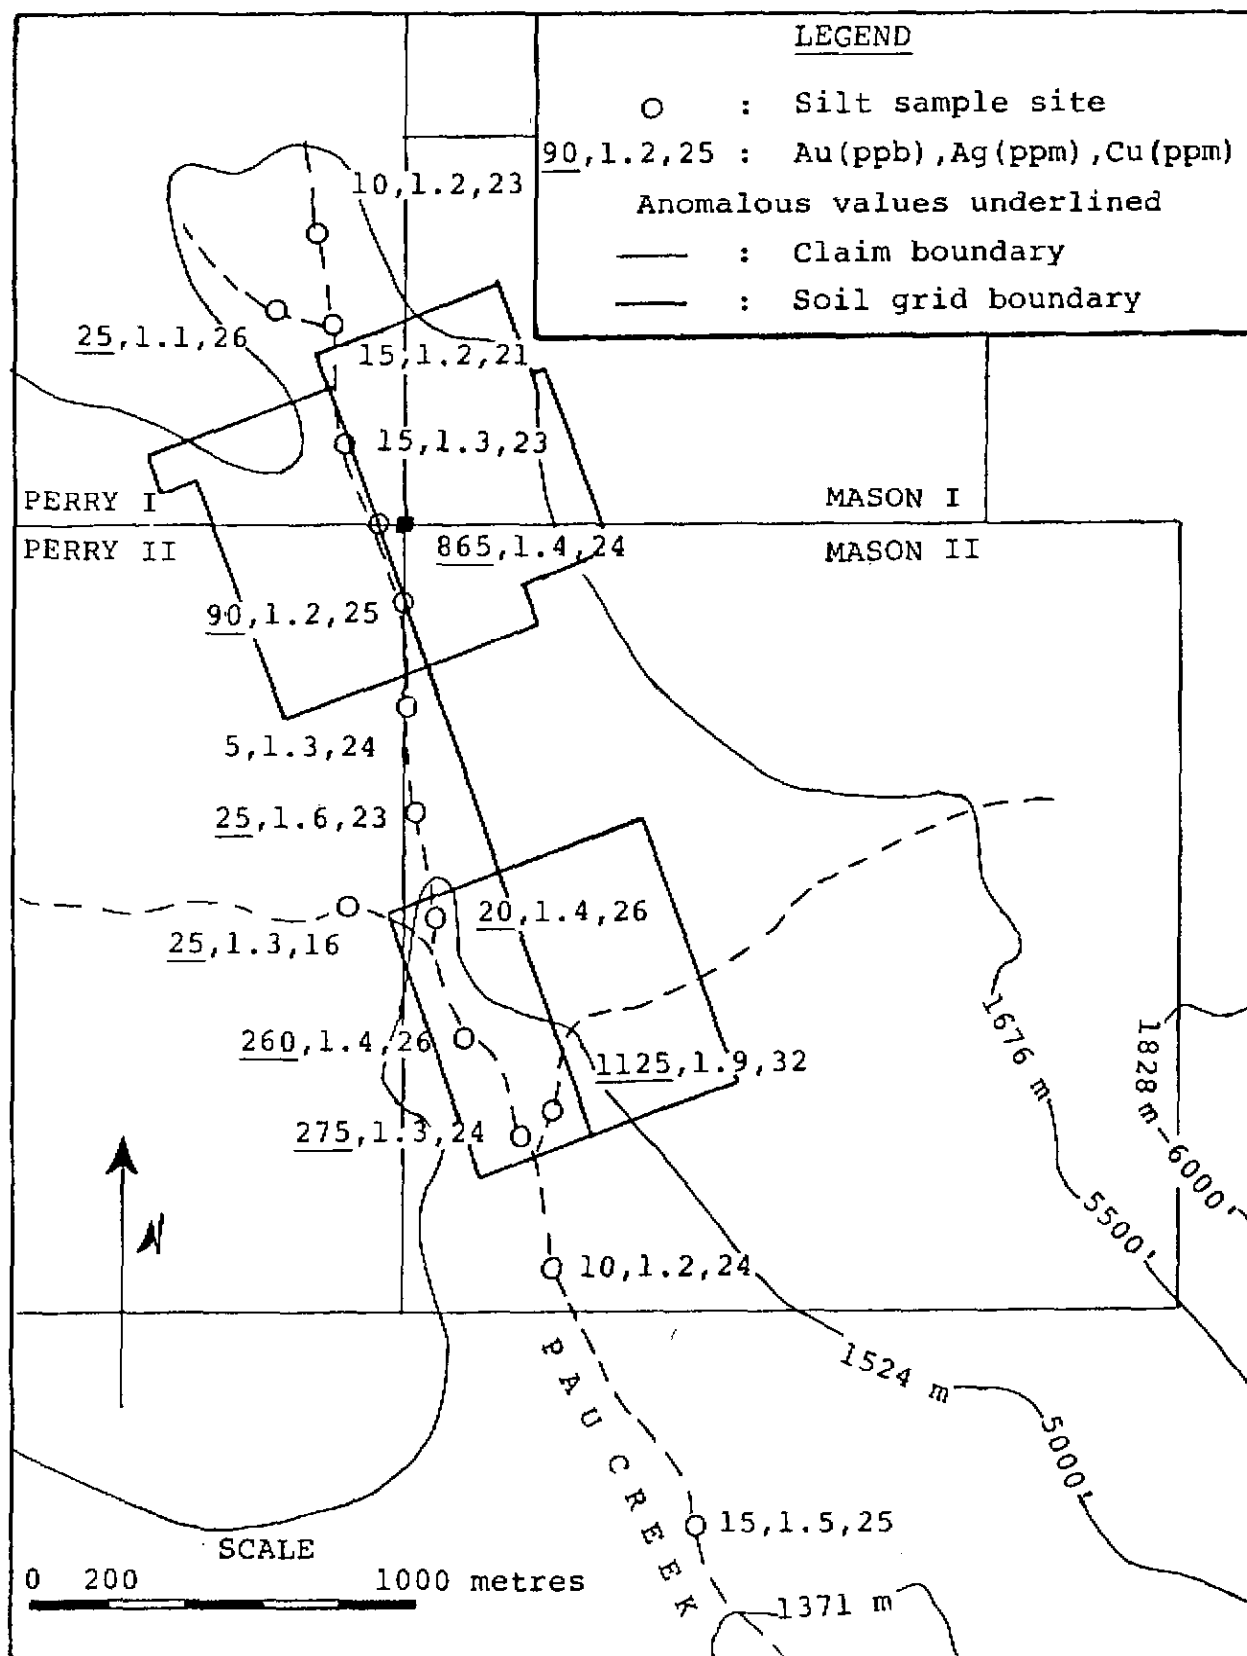 LEGEND
: Silt sample site
90,1.2,25 : Au(ppb),Ag(ppm),Cu(ppm)
Anomalous values underlined
: Claim boundary
: Soil grid boundary
10,1.2,23
25,1.1,26
15,1.2,21
15,1.3,23
PERRY I
MASON I
PERRY II
865,1.4,24
MASON II
90,1.2,25
5,1.3,24
25,1.6,23
20,1.4,26
25,1.3,16
1676 m
5500'
1828 m
6000'
260,1.4,26
1125,1.9,32
275,1.3,24
N
10,1.2,24
1524 m
5000'
PAU CREEK
15,1.5,25
SCALE
0 200 1000 metres
1371 m